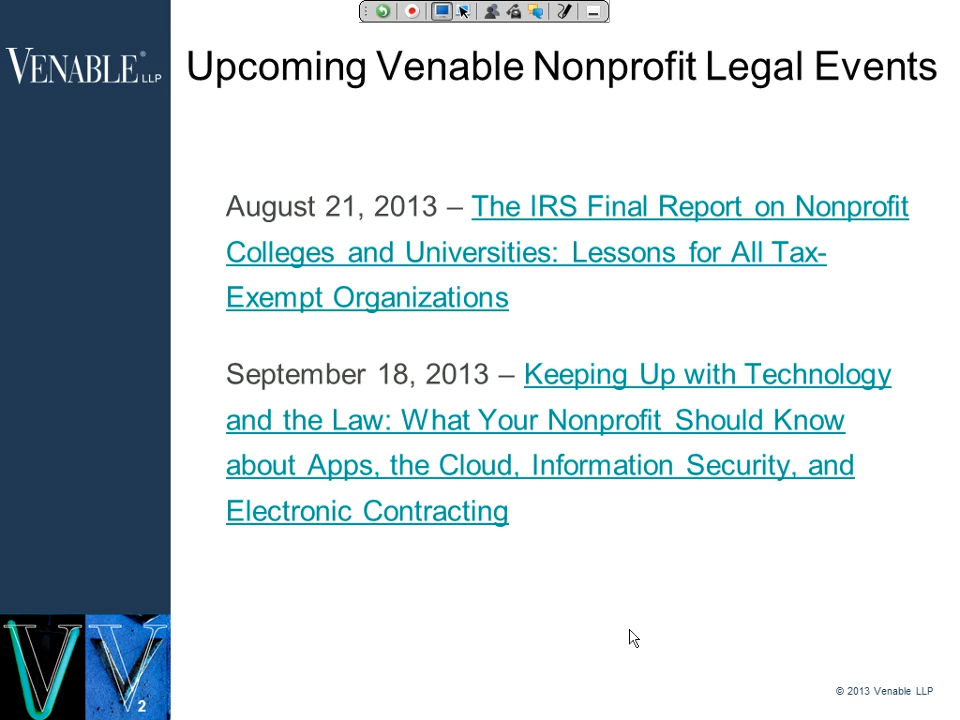 VENABLE® LLP
Upcoming Venable Nonprofit Legal Events
August 21, 2013 – The IRS Final Report on Nonprofit
Colleges and Universities: Lessons for All Tax-
Exempt Organizations
September 18, 2013 – Keeping Up with Technology
and the Law: What Your Nonprofit Should Know
about Apps, the Cloud, Information Security, and
Electronic Contracting
V V
2
© 2013 Venable LLP